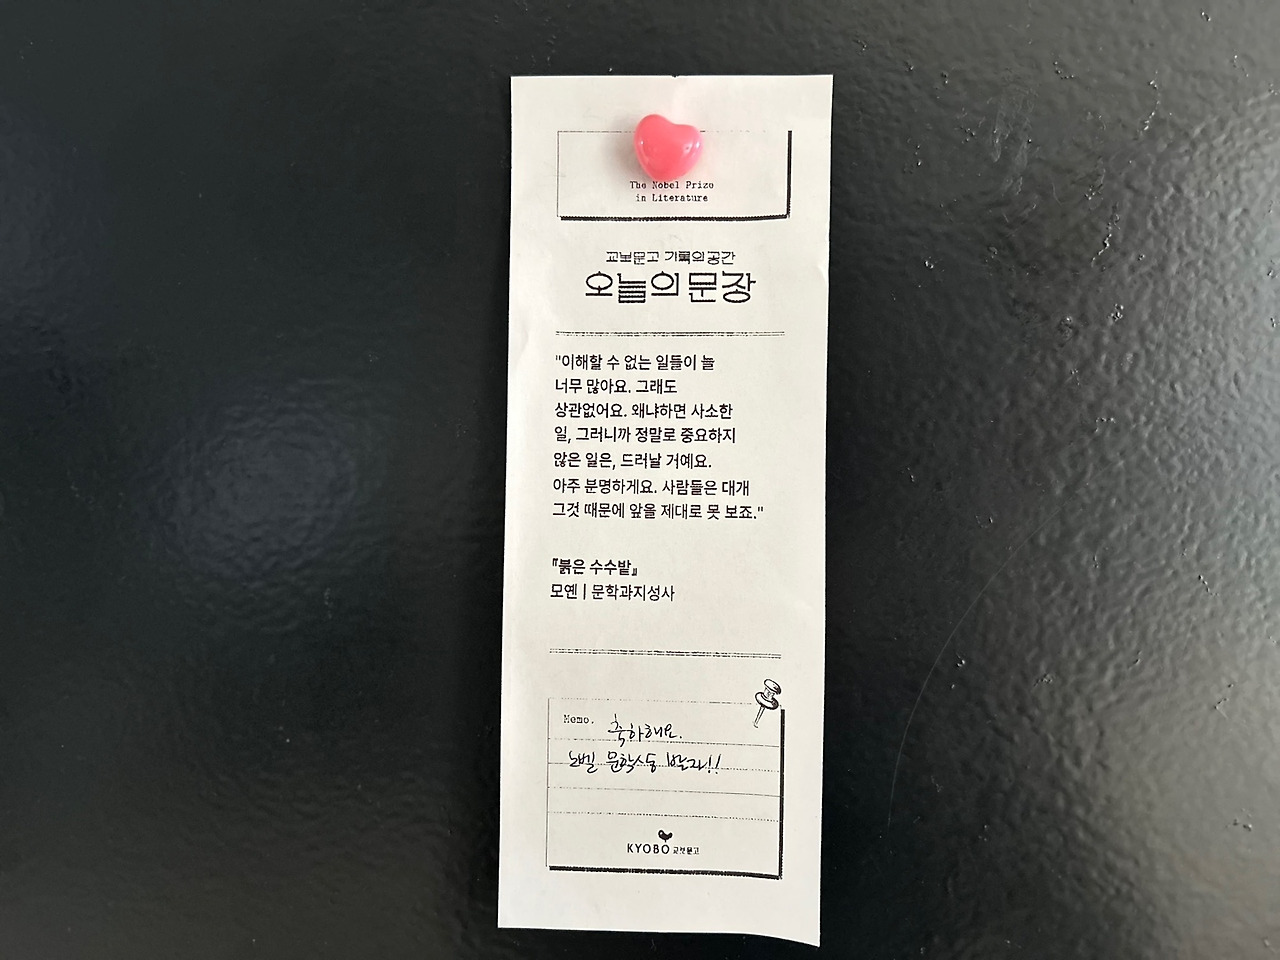 The Nobel Prize
in Literature
교보문고 기록의 공간
오늘의 문장
"이해할 수 없는 일들이 늘
너무 많아요. 그래도
상관없어요. 왜냐하면 사소한
일, 그러니까 정말로 중요하지
않은 일은, 드러날 거예요.
아주 분명하게요. 사람들은 대개
그것 때문에 앞을 제대로 못 보죠."
『붉은 수수밭』
모옌 | 문학과지성사
Memo. 축하해요.
노벨 문학상 받자!!
KYOBO 교보문고